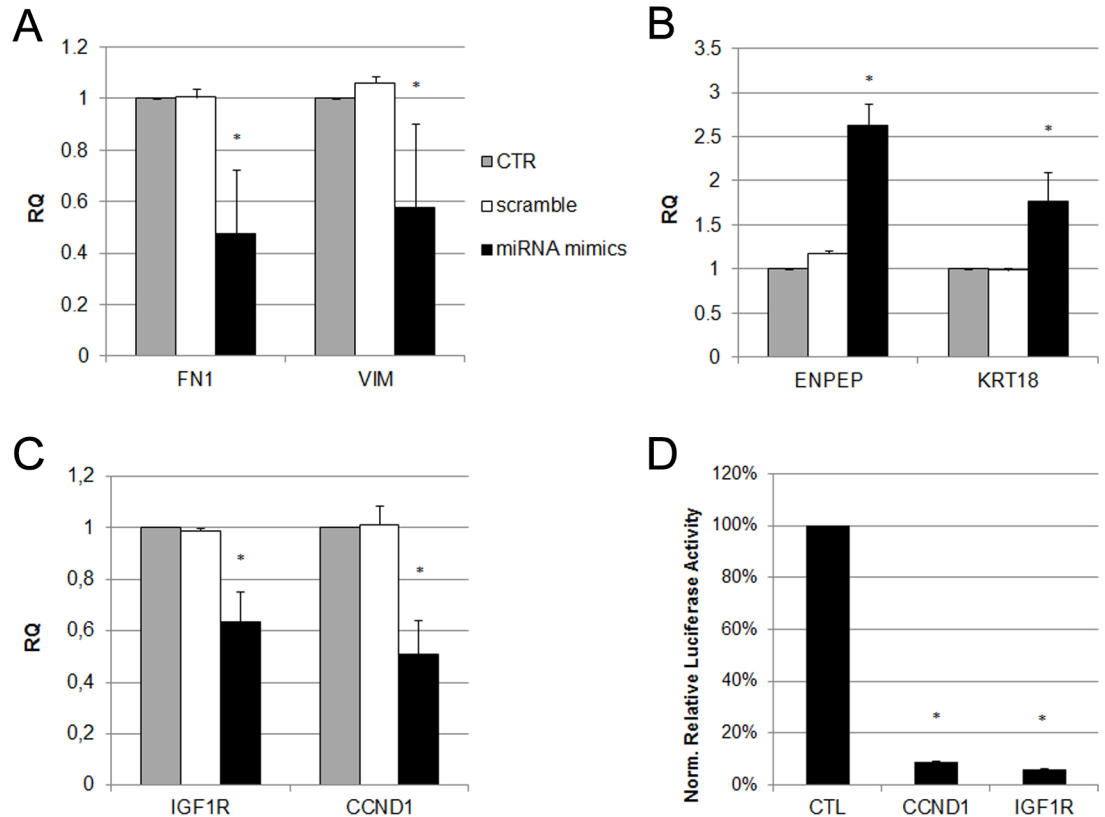 A
1.2
1
0.8
0.6
0.4
0.2
0
RQ
*
*
FN1
VIM
CTR
scramble
miRNA mimics
B
3.5
3
2.5
2
1.5
1
0.5
0
RQ
*
*
ENPEP
KRT18
C
1,2
1
0,8
0,6
0,4
0,2
0
RQ
*
*
IGF1R
CCND1
D
120%
100%
80%
60%
40%
20%
0%
Norm. Relative Luciferase Activity
*
*
CTL
CCND1
IGF1R